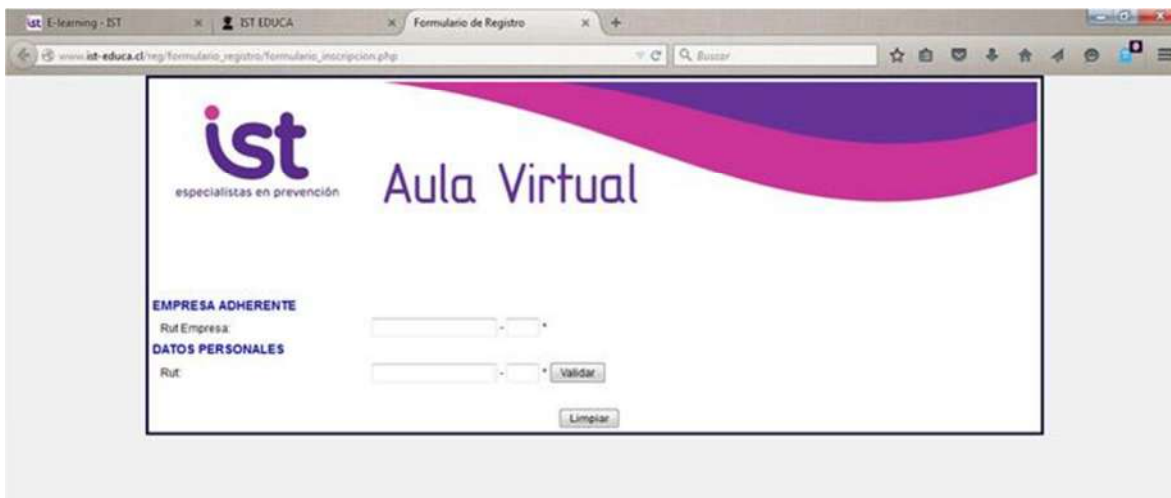 E-learning - IST
IST EDUCA
Formulario de Registro
www.ist-educa.cl/reg/formulario_registro/formulario_inscripcion.php
Buscar
ist
especialistas en prevención
Aula Virtual
EMPRESA ADHERENTE
Rut Empresa: - *
DATOS PERSONALES
Rut: - * Validar
Limpiar